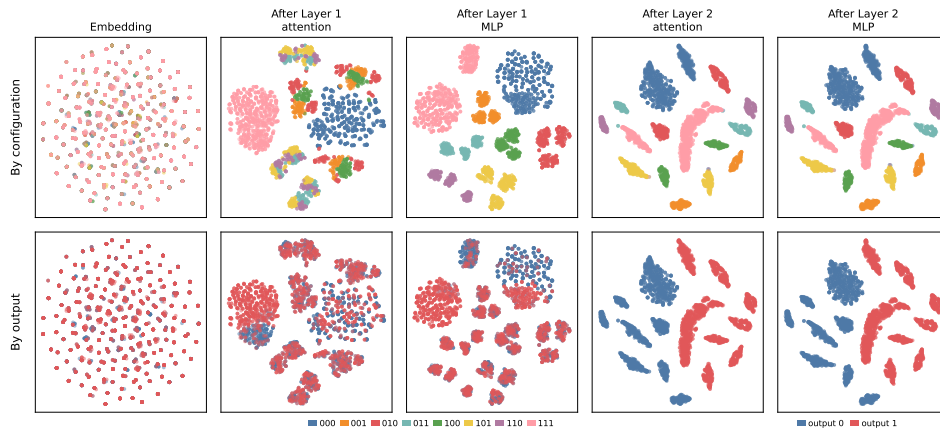 Embedding
After Layer 1
attention
After Layer 1
MLP
After Layer 2
attention
After Layer 2
MLP
By configuration
By output
000 001 010 011 100 101 110 111
output 0 output 1